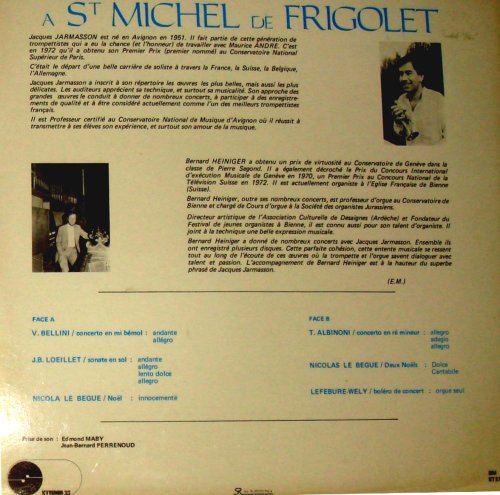 A ST MICHEL DE FRIGOLET
Jacques JARMASSON est né en Avignon en 1951. Il fait partie de cette génération de
trompettistes qui a eu la chance (et l'honneur) de travailler avec Maurice ANDRE. C'est
en 1972 qu'il a obtenu son Premier Prix (premier nommé) au Conservatoire National
Supérieur de Paris.
C'était le départ d'une belle carrière de soliste à travers la France, la Suisse, la Belgique,
l'Allemagne.
Jacques Jarmasson a inscrit à son répertoire les œuvres les plus belles, mais aussi les plus
délicates. Les auditeurs apprécient sa technique, et surtout sa musicalité. Son approche des
grandes œuvres le conduit à donner de nombreux concerts, à participer à des enregistre-
ments de qualité et à être considéré actuellement comme l'un des meilleurs trompettistes
français.
Il est Professeur certifié au Conservatoire National de Musique d'Avignon où il réussit à
transmettre à ses élèves son expérience, et surtout son amour de la musique.
Bernard HEINIGER a obtenu un prix de virtuosité au Conservatoire de Genève dans la
classe de Pierre Segond. Il a également décroché le Prix du Concours International
d'exécution Musicale de Genève en 1970, un Premier Prix au Concours National de la
Télévision Suisse en 1972. Il est actuellement organiste à l'Eglise Française de Bienne
(Suisse).
Bernard Heiniger, outre ses nombreux concerts, est professeur d'orgue au Conservatoire de
Bienne et chargé de Cours d'orgue à la Société des organistes Jurassiens.
Directeur artistique de l'Association Culturelle de Désaignes (Ardèche) et Fondateur du
Festival de jeunes organistes à Bienne, il est connu aussi pour son talent d'organiste. Il
joint à la technique une belle expression musicale.
Bernard Heiniger a donné de nombreux concerts avec Jacques Jarmasson. Ensemble ils
ont enregistré plusieurs disques. Cette parfaite cohésion, cette entente musicale se ressent
tout au long de l'écoute de ces œuvres où la trompette et l'orgue savent dialoguer avec
talent et passion. L'accompagnement de Bernard Heiniger est à la hauteur du superbe
phrasé de Jacques Jarmasson.
(E.M.)
FACE A
V. BELLINI / concerto en mi bémol : andante
allégro
J.B. LOEILLET / sonate en sol : andante
allégro
lento dolce
allegro
NICOLA LE BEGUE / Noël : innocemente
FACE B
T. ALBINONI / concerto en ré mineur : allegro
adagio
allegro
NICOLAS LE BEGUE / Deux Noëls : Dolce
Cantabile
LEFEBURE-WELY / boléro de concert : orgue seul
Prise de son : Edmond MABY
Jean-Bernard PERRENOUD
STUDIO